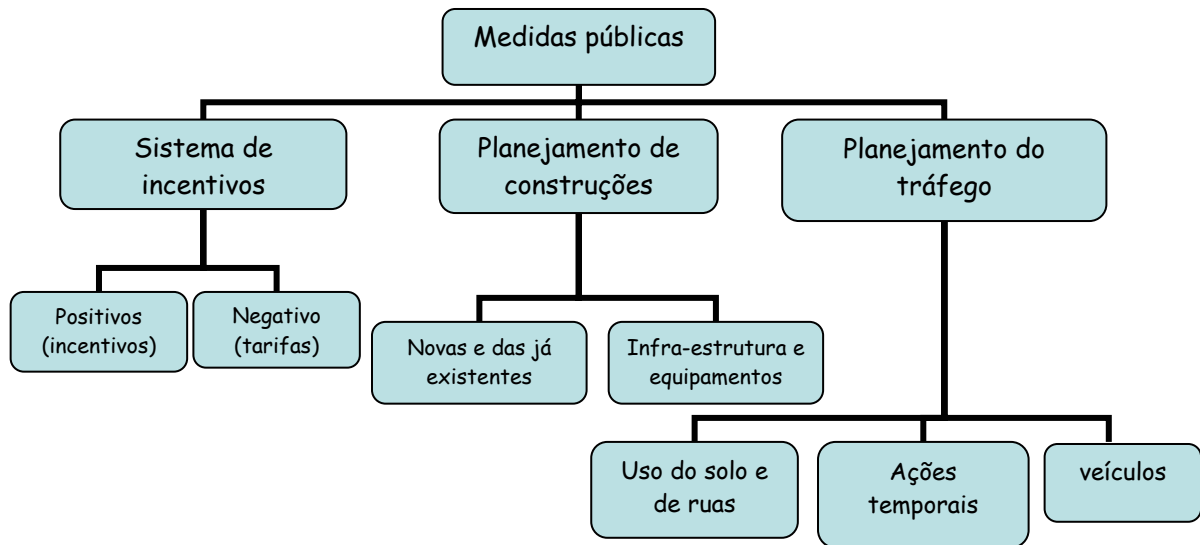 Medidas públicas
Sistema de
incentivos
Planejamento de
construções
Planejamento do
tráfego
Positivos
(incentivos)
Negativo
(tarifas)
Novas e das já
existentes
Infra-estrutura e
equipamentos
Uso do solo e
de ruas
Ações
temporais
veículos